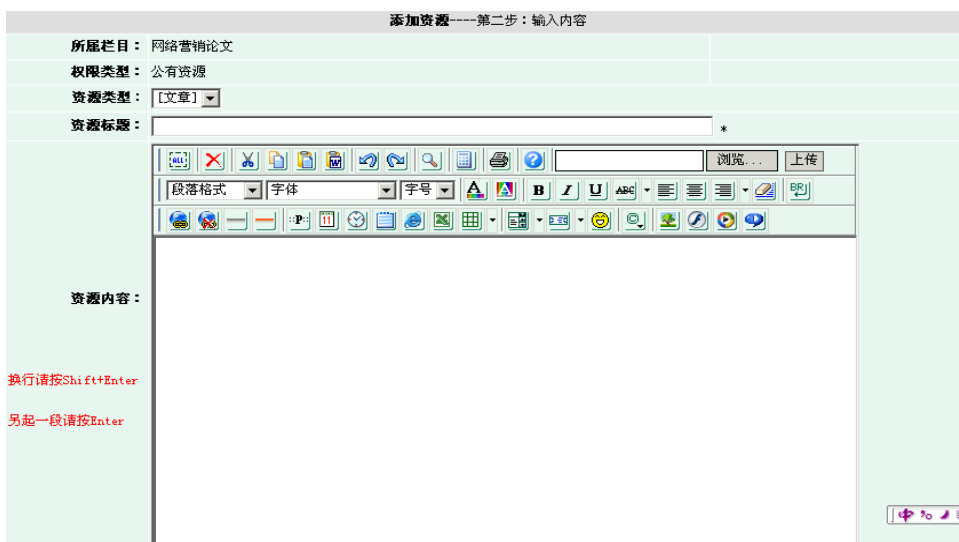 添加资源----第二步：输入内容
所属栏目： 网络营销论文
权限类型： 公有资源
资源类型： [文章]
资源标题： *
ALL W 浏览... 上传
段落格式 字体 字号 A A B I U ABC BR
P 11
资源内容：
换行请按Shift+Enter
另起一段请按Enter
中